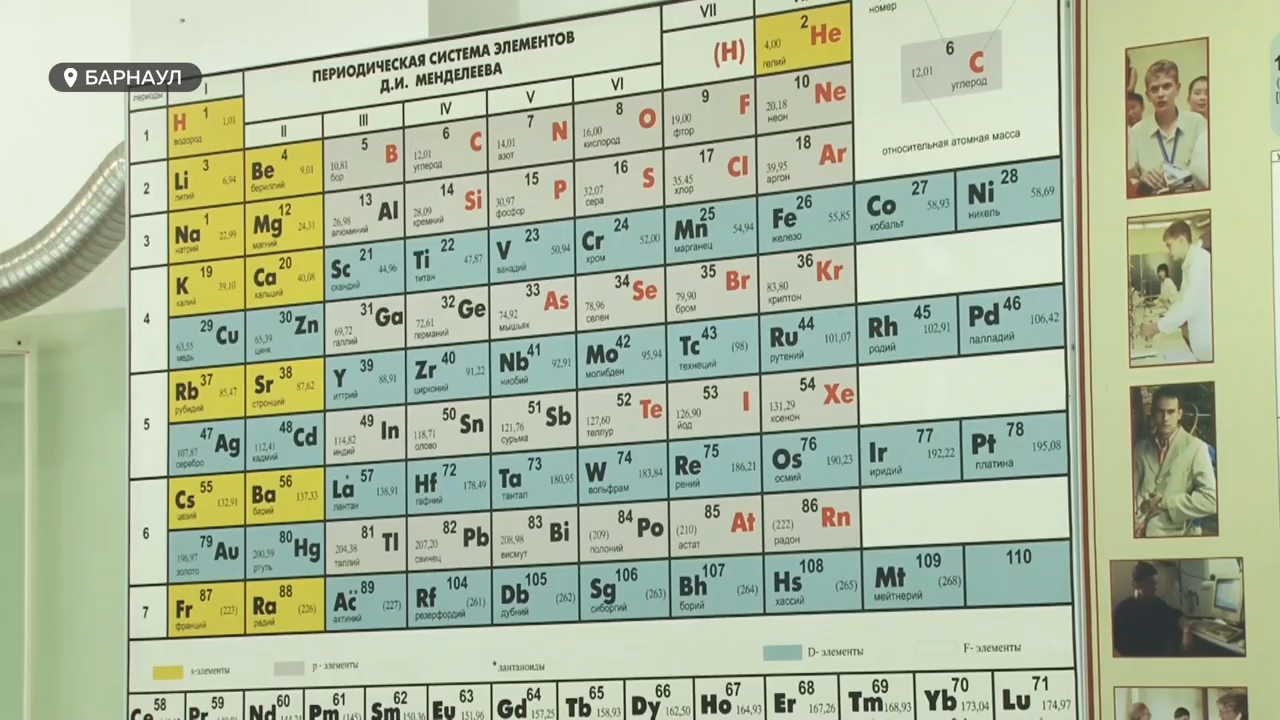 БАРНАУЛ
ПЕРИОДИЧЕСКАЯ СИСТЕМА ЭЛЕМЕНТОВ
Д.И. МЕНДЕЛЕЕВА
периоды I II III IV V VI VII
номер
6 C
12,01 углерод
относительная атомная масса
1 H 1 1,01 водород (H) 2 He 4,00 гелий
2 Li 3 6,94 литий Be 4 9,01 бериллий 5 B 10,81 бор 6 C 12,01 углерод 7 N 14,01 азот 8 O 16,00 кислород 9 F 19,00 фтор 10 Ne 20,18 неон
3 Na 1 22,99 натрий Mg 12 24,31 магний 13 Al 26,98 алюминий 14 Si 28,09 кремний 15 P 30,97 фосфор 16 S 32,07 сера 17 Cl 35,45 хлор 18 Ar 39,95 аргон
4 K 19 39,10 калий Ca 20 40,08 кальций Sc 21 44,96 скандий Ti 22 47,87 титан V 23 50,94 ванадий Cr 24 52,00 хром Mn 25 54,94 марганец Fe 26 55,85 железо Co 27 58,93 кобальт Ni 28 58,69 никель
29 Cu 63,55 медь 30 Zn 65,39 цинк 31 Ga 69,72 галлий 32 Ge 72,61 германий 33 As 74,92 мышьяк 34 Se 78,96 селен 35 Br 79,90 бром 36 Kr 83,80 криптон
5 Rb 37 85,47 рубидий Sr 38 87,62 стронций Y 39 88,91 иттрий Zr 40 91,22 цирконий Nb 41 92,91 ниобий Mo 42 95,94 молибден Tc 43 (98) технеций Ru 44 101,07 рутений Rh 45 102,91 родий Pd 46 106,42 палладий
47 Ag 107,87 серебро 48 Cd 112,41 кадмий 49 In 114,82 индий 50 Sn 118,71 олово 51 Sb 121,76 сурьма 52 Te 127,60 теллур 53 I 126,90 йод 54 Xe 131,29 ксенон
6 Cs 55 132,91 цезий Ba 56 137,33 барий La 57 138,91 лантан Hf 72 178,49 гафний Ta 73 180,95 тантал W 74 183,84 вольфрам Re 75 186,21 рений Os 76 190,23 осмий Ir 77 192,22 иридий Pt 78 195,08 платина
79 Au 196,97 золото 80 Hg 200,59 ртуть 81 Tl 204,38 таллий 82 Pb 207,20 свинец 83 Bi 208,98 висмут 84 Po (209) полоний 85 At (210) астат 86 Rn (222) радон
7 Fr 87 (223) франций Ra 88 (226) радий Ac 89 (227) актиний Rf 104 (261) резерфордий Db 105 (262) дубний Sg 106 (263) сиборгий Bh 107 (264) борий Hs 108 (265) хассий Mt 109 (268) мейтнерий 110
s-элементы p - элементы *лантаноиды D- элементы F- элементы
Ce 58 Pr 59 Nd 60 Pm 61 (145) Sm 62 150,36 Eu 63 151,96 Gd 64 157,25 Tb 65 158,93 Dy 66 162,50 Ho 67 164,93 Er 68 167,26 Tm 69 168,93 Yb 70 173,04 Lu 71 174,97